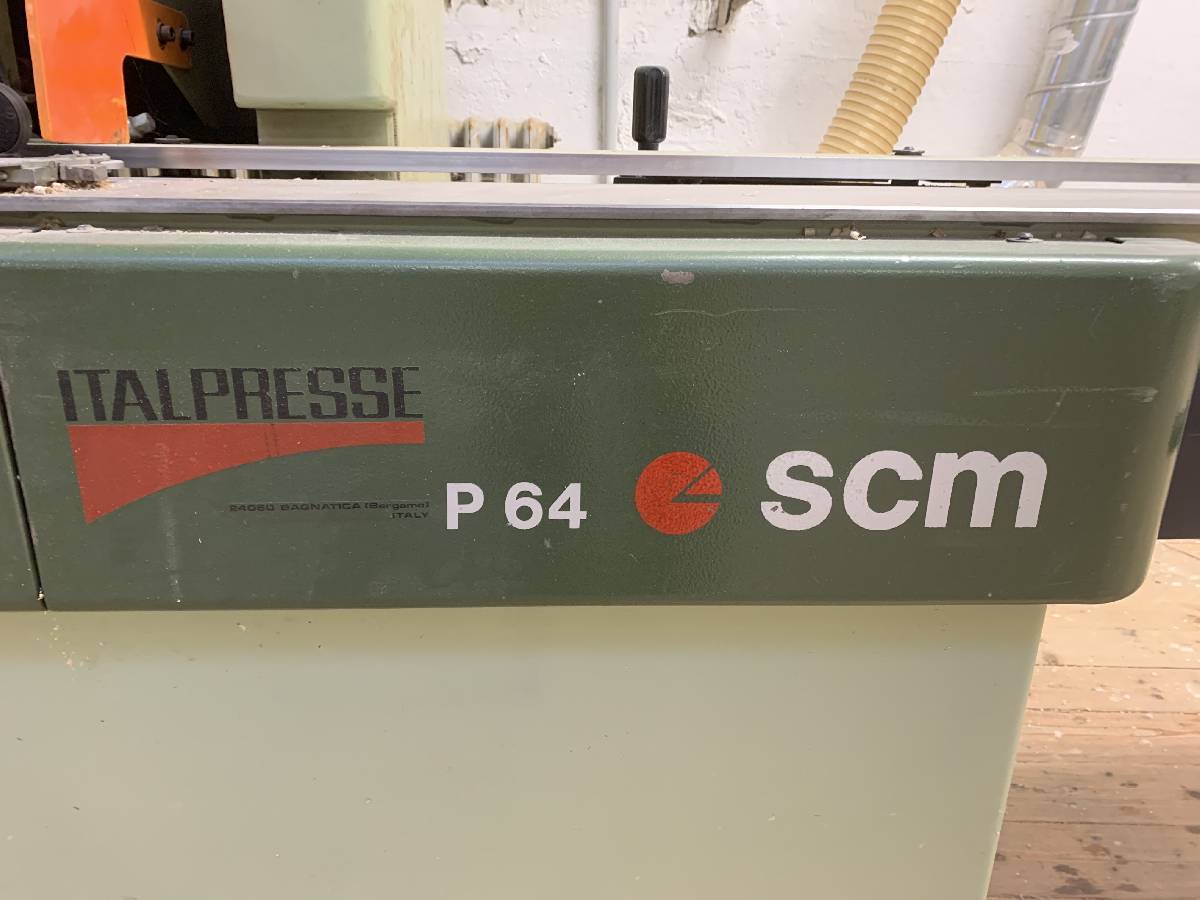 ITALPRESSE
24060 BAGNATICA (Bergamo)
ITALY
P 64
scm